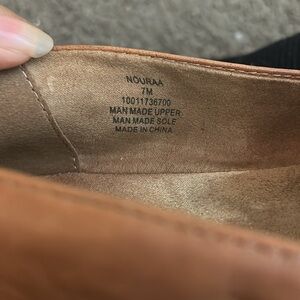 NOURAA
7M
10011736700
MAN MADE UPPER
MAN MADE SOLE
MADE IN CHINA